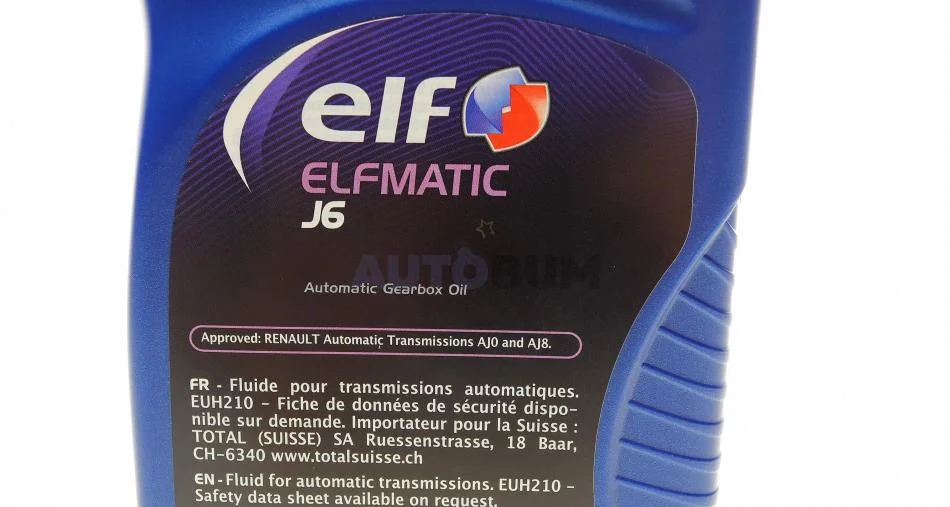 elf
ELFMATIC
J6
AUTOBUM
Automatic Gearbox Oil
Approved: RENAULT Automatic Transmissions AJ0 and AJ8.
FR - Fluide pour transmissions automatiques.
EUH210 – Fiche de données de sécurité dispo-
nible sur demande. Importateur pour la Suisse :
TOTAL (SUISSE) SA Ruessenstrasse, 18 Baar,
CH-6340 www.totalsuisse.ch
EN - Fluid for automatic transmissions. EUH210 –
Safety data sheet available on request.